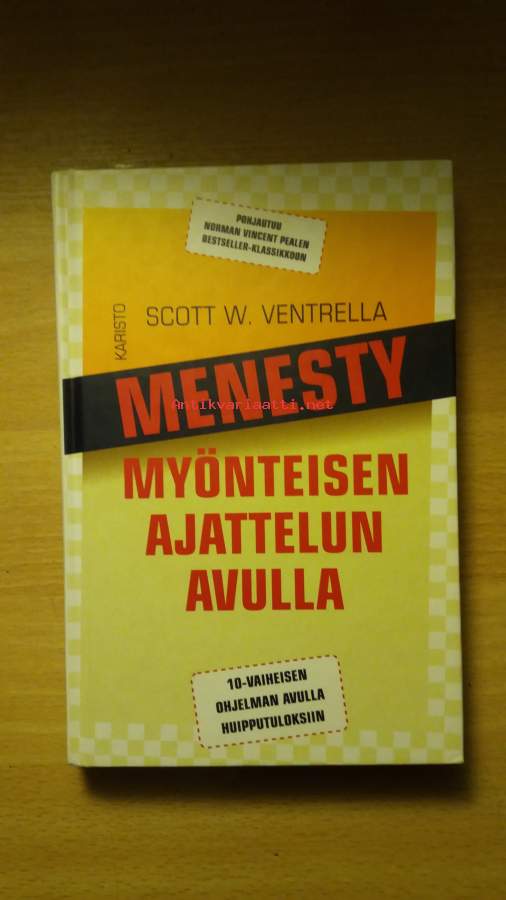 POHJAUTUU
NORMAN VINCENT PEALEN
BESTSELLER-KLASSIKKOON
KARISTO
SCOTT W. VENTRELLA
MENESTY
Antikvariaatti.net
MYÖNTEISEN
AJATTELUN
AVULLA
10-VAIHEISEN
OHJELMAN AVULLA
HUIPPUTULOKSIIN